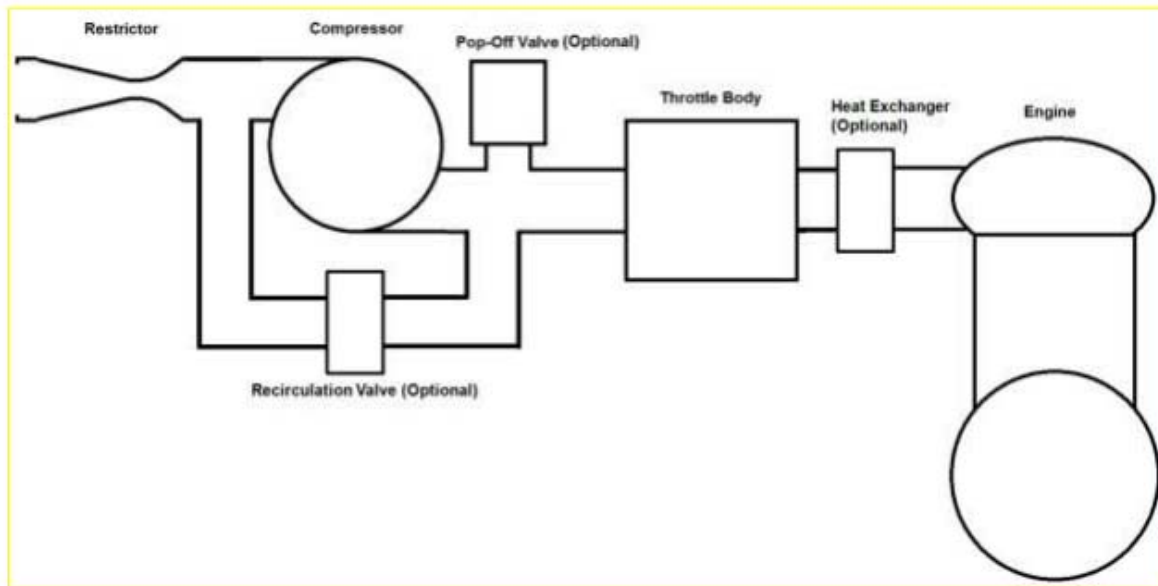 Restrictor
Compressor
Pop-Off Valve (Optional)
Throttle Body
Heat Exchanger
(Optional)
Engine
Recirculation Valve (Optional)